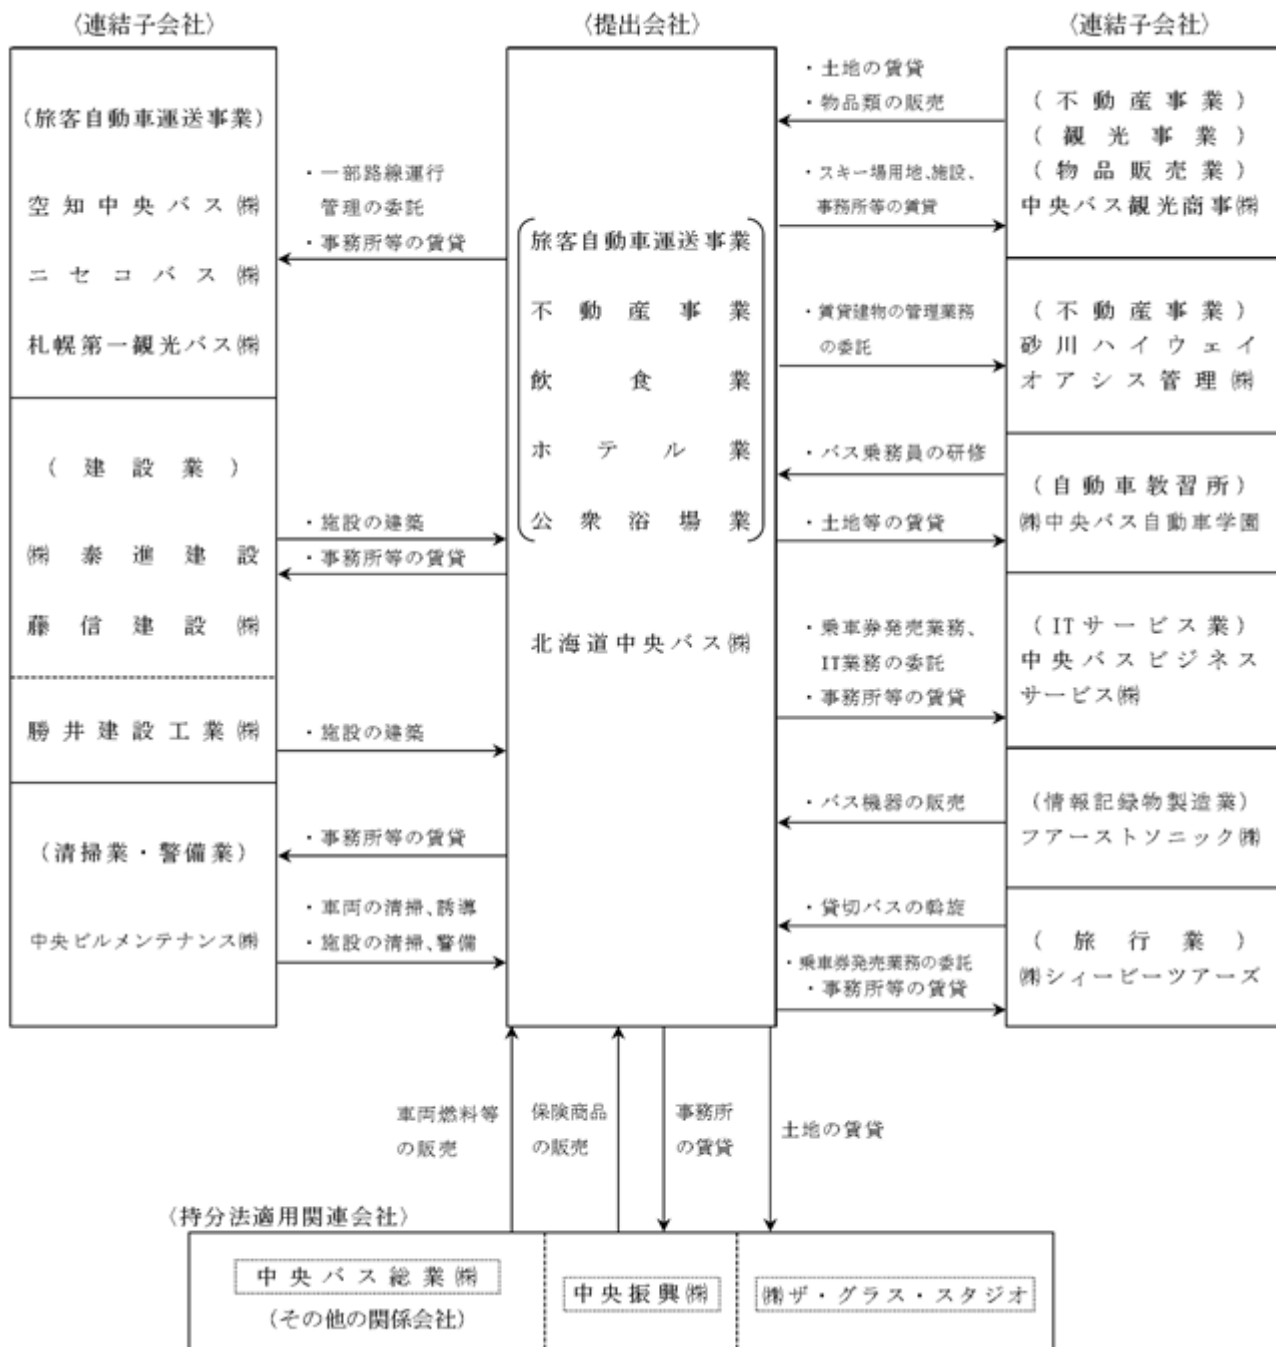 〈連結子会社〉
(旅客自動車運送事業)
空知中央バス㈱
ニセコバス㈱
札幌第一観光バス㈱
(建設業)
㈱泰進建設
藤信建設㈱
勝井建設工業㈱
(清掃業・警備業)
中央ビルメンテナンス㈱
・一部路線運行
管理の委託
・事務所等の賃貸
・施設の建築
・事務所等の賃貸
・施設の建築
・事務所等の賃貸
・車両の清掃、誘導
・施設の清掃、警備
〈提出会社〉
旅客自動車運送事業
不動産事業
飲食業
ホテル業
公衆浴場業
北海道中央バス㈱
・土地の賃貸
・物品類の販売
・スキー場用地、施設、
事務所等の賃貸
・賃貸建物の管理業務
の委託
・バス乗務員の研修
・土地等の賃貸
・乗車券発売業務、
IT業務の委託
・事務所等の賃貸
・バス機器の販売
・貸切バスの斡旋
・乗車券発売業務の委託
・事務所等の賃貸
〈連結子会社〉
(不動産事業)
(観光事業)
(物品販売業)
中央バス観光商事㈱
(不動産事業)
砂川ハイウェイ
オアシス管理㈱
(自動車教習所)
㈱中央バス自動車学園
(ITサービス業)
中央バスビジネス
サービス㈱
(情報記録物製造業)
フアーストソニック㈱
(旅行業)
㈱シィービーツアーズ
車両燃料等
の販売
保険商品
の販売
事務所
の賃貸
土地の賃貸
〈持分法適用関連会社〉
中央バス総業㈱
(その他の関係会社)
中央振興㈱
㈱ザ・グラス・スタジオ